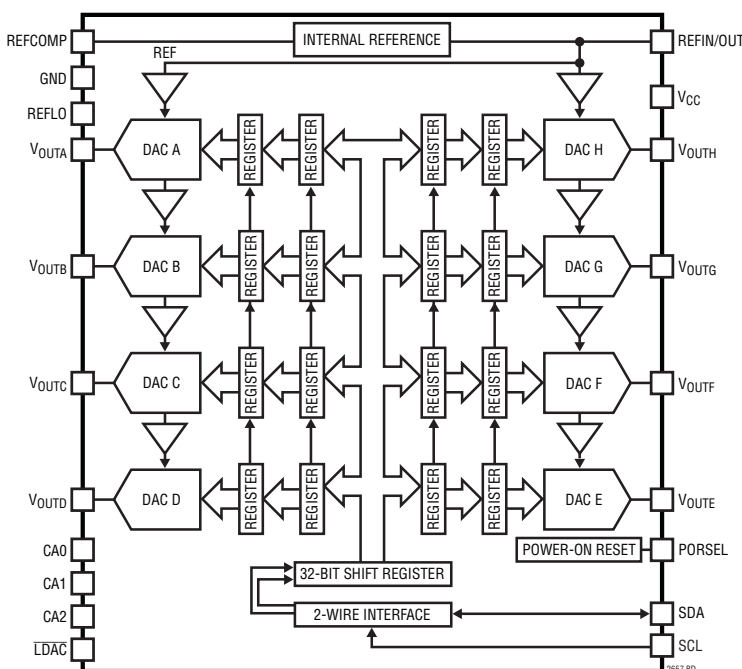 REFCOMP
INTERNAL REFERENCE
REFIN/OUT
REF
GND
VCC
REFLO
VOUTA
DAC A
REGISTER
REGISTER
REGISTER
REGISTER
DAC H
VOUTH
VOUTB
DAC B
REGISTER
REGISTER
REGISTER
REGISTER
DAC G
VOUTG
VOUTC
DAC C
REGISTER
REGISTER
REGISTER
REGISTER
DAC F
VOUTF
VOUTD
DAC D
REGISTER
REGISTER
REGISTER
REGISTER
DAC E
VOUTE
CA0
POWER-ON RESET
PORSEL
CA1
32-BIT SHIFT REGISTER
CA2
2-WIRE INTERFACE
SDA
LDAC
SCL
2657 BD